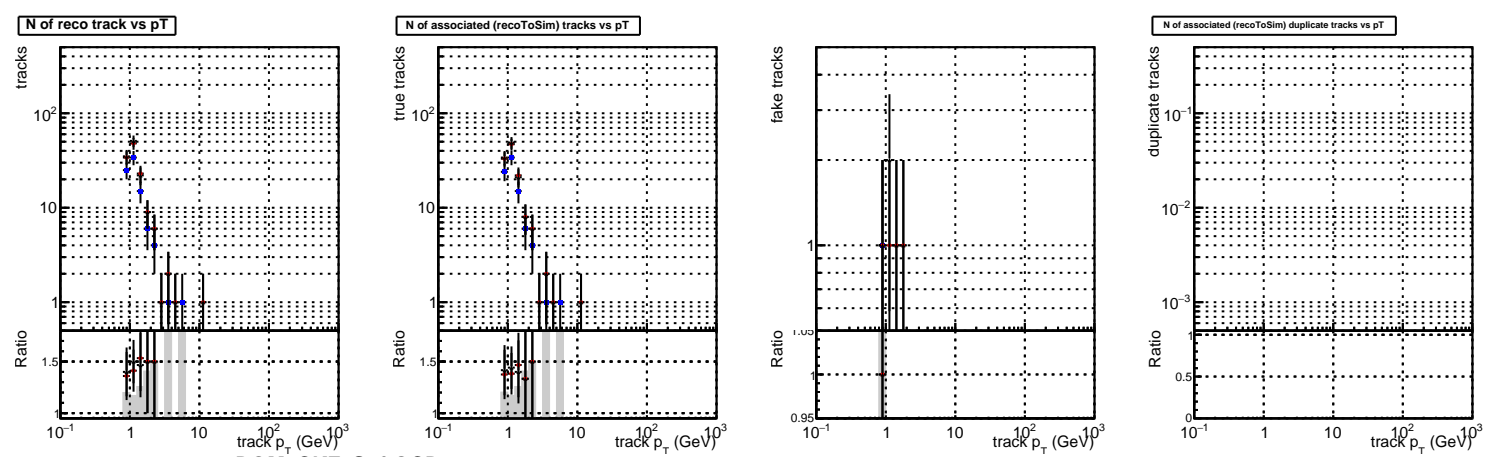 N of reco track vs pT
tracks
10²
10
1
Ratio
1.5
1
10⁻¹ 1 10 10² 10³
track p_T (GeV)
N of associated (recoToSim) tracks vs pT
true tracks
10²
10
1
Ratio
1.5
1
10⁻¹ 1 10 10² 10³
track p_T (GeV)
fake tracks
1
Ratio
1.05
1
0.95
10⁻¹ 1 10 10² 10³
track p_T (GeV)
N of associated (recoToSim) duplicate tracks vs pT
duplicate tracks
10⁻¹
10⁻²
10⁻³
Ratio
1
0.5
0
10⁻¹ 1 10 10² 10³
track p_T (GeV)